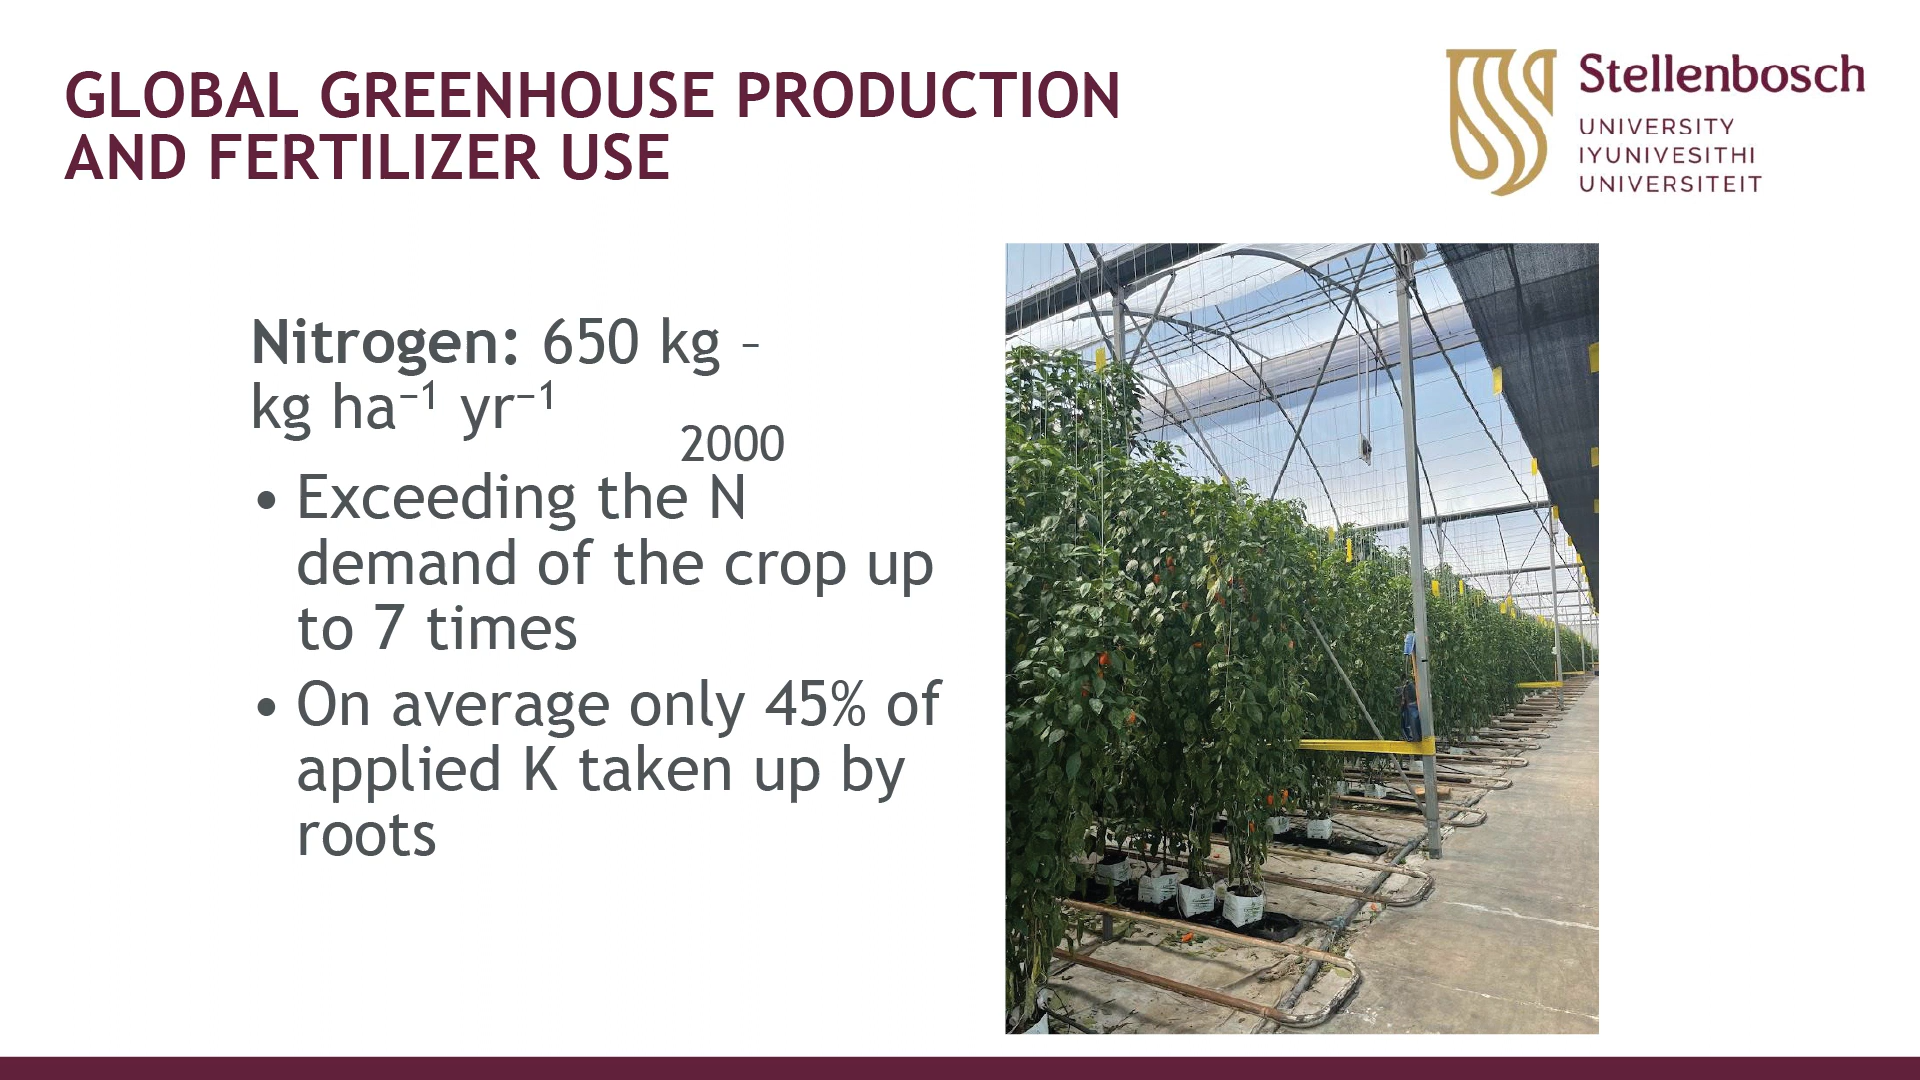 GLOBAL GREENHOUSE PRODUCTION
AND FERTILIZER USE
Stellenbosch
UNIVERSITY
IYUNIVESITHI
UNIVERSITEIT
Nitrogen: 650 kg –
kg ha⁻¹ yr⁻¹
2000
• Exceeding the N
demand of the crop up
to 7 times
• On average only 45% of
applied K taken up by
roots